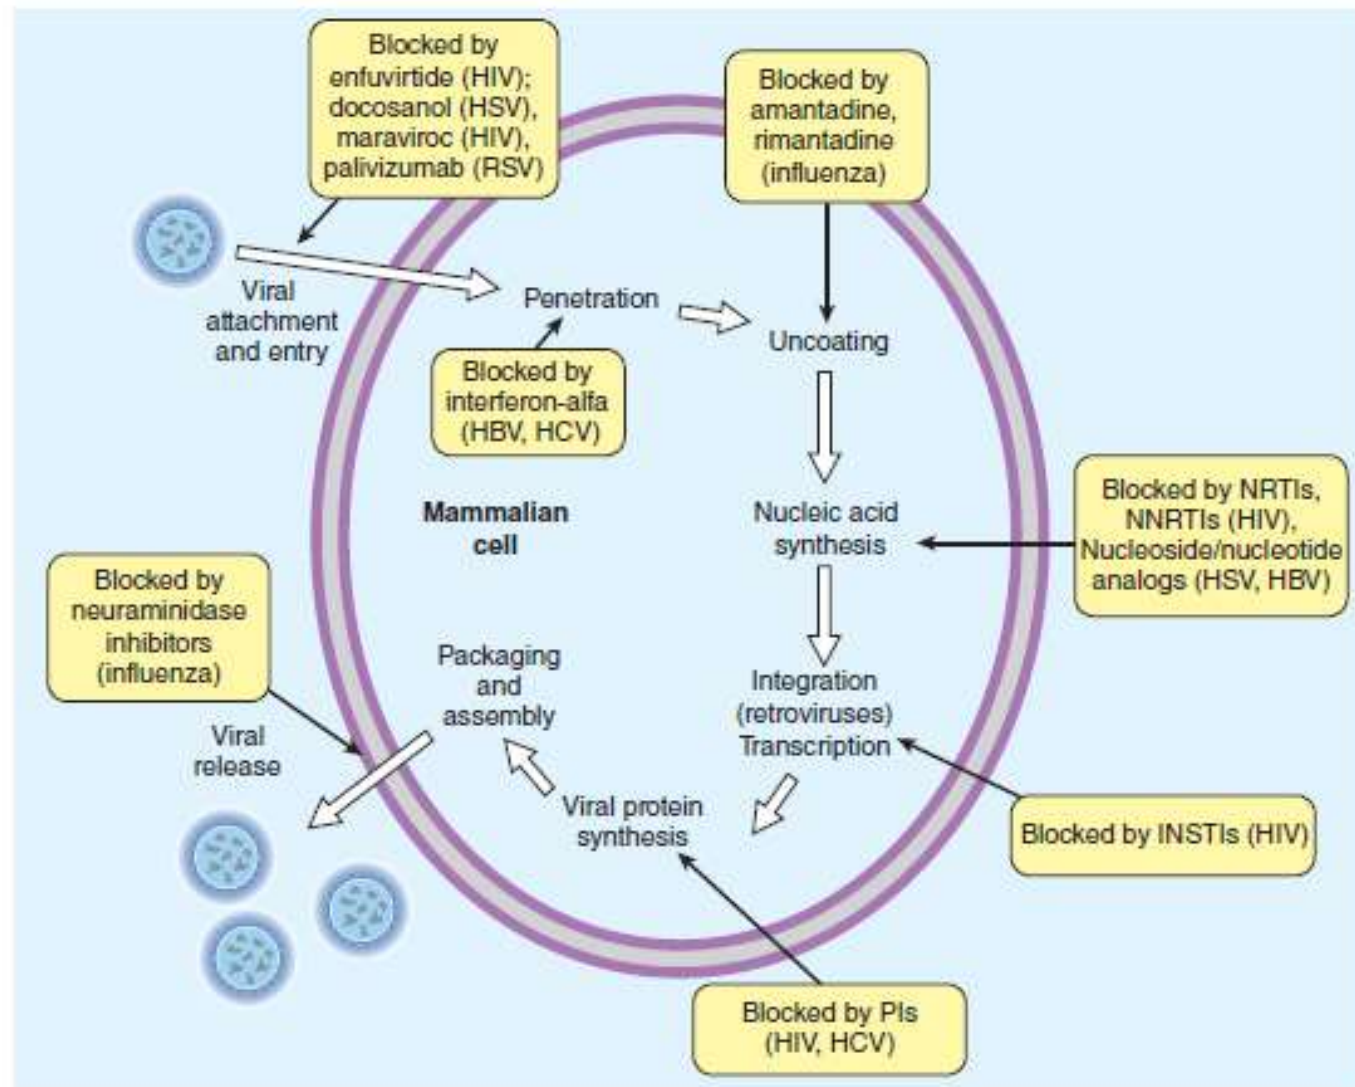 Blocked by
enfuvirtide (HIV);
docosanol (HSV),
maraviroc (HIV),
palivizumab (RSV)
Blocked by
amantadine,
rimantadine
(influenza)
Viral
attachment
and entry
Penetration
Uncoating
Blocked by
interferon-alfa
(HBV, HCV)
Mammalian
cell
Nucleic acid
synthesis
Blocked by NRTIs,
NNRTIs (HIV),
Nucleoside/nucleotide
analogs (HSV, HBV)
Blocked by
neuraminidase
inhibitors
(influenza)
Packaging
and
assembly
Integration
(retroviruses)
Transcription
Viral
release
Viral protein
synthesis
Blocked by INSTIs (HIV)
Blocked by PIs
(HIV, HCV)